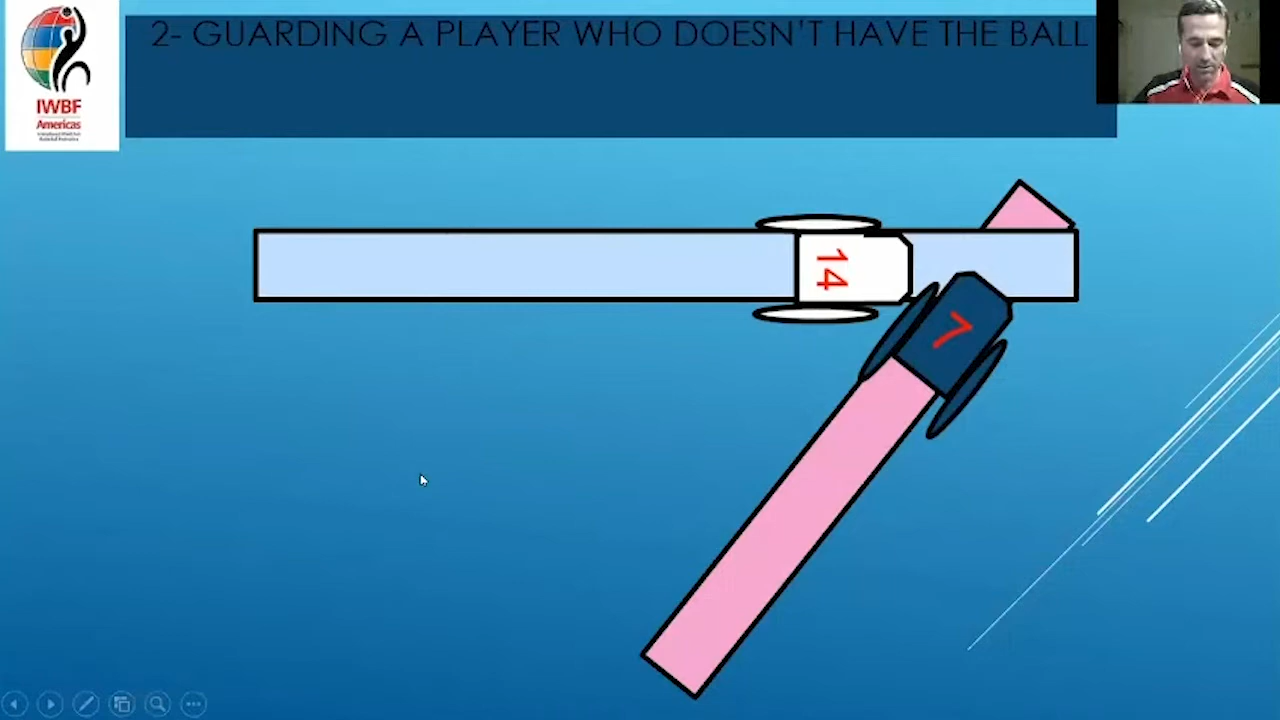 2- GUARDING A PLAYER WHO DOESN'T HAVE THE BALL
IWBF
Americas
14
7